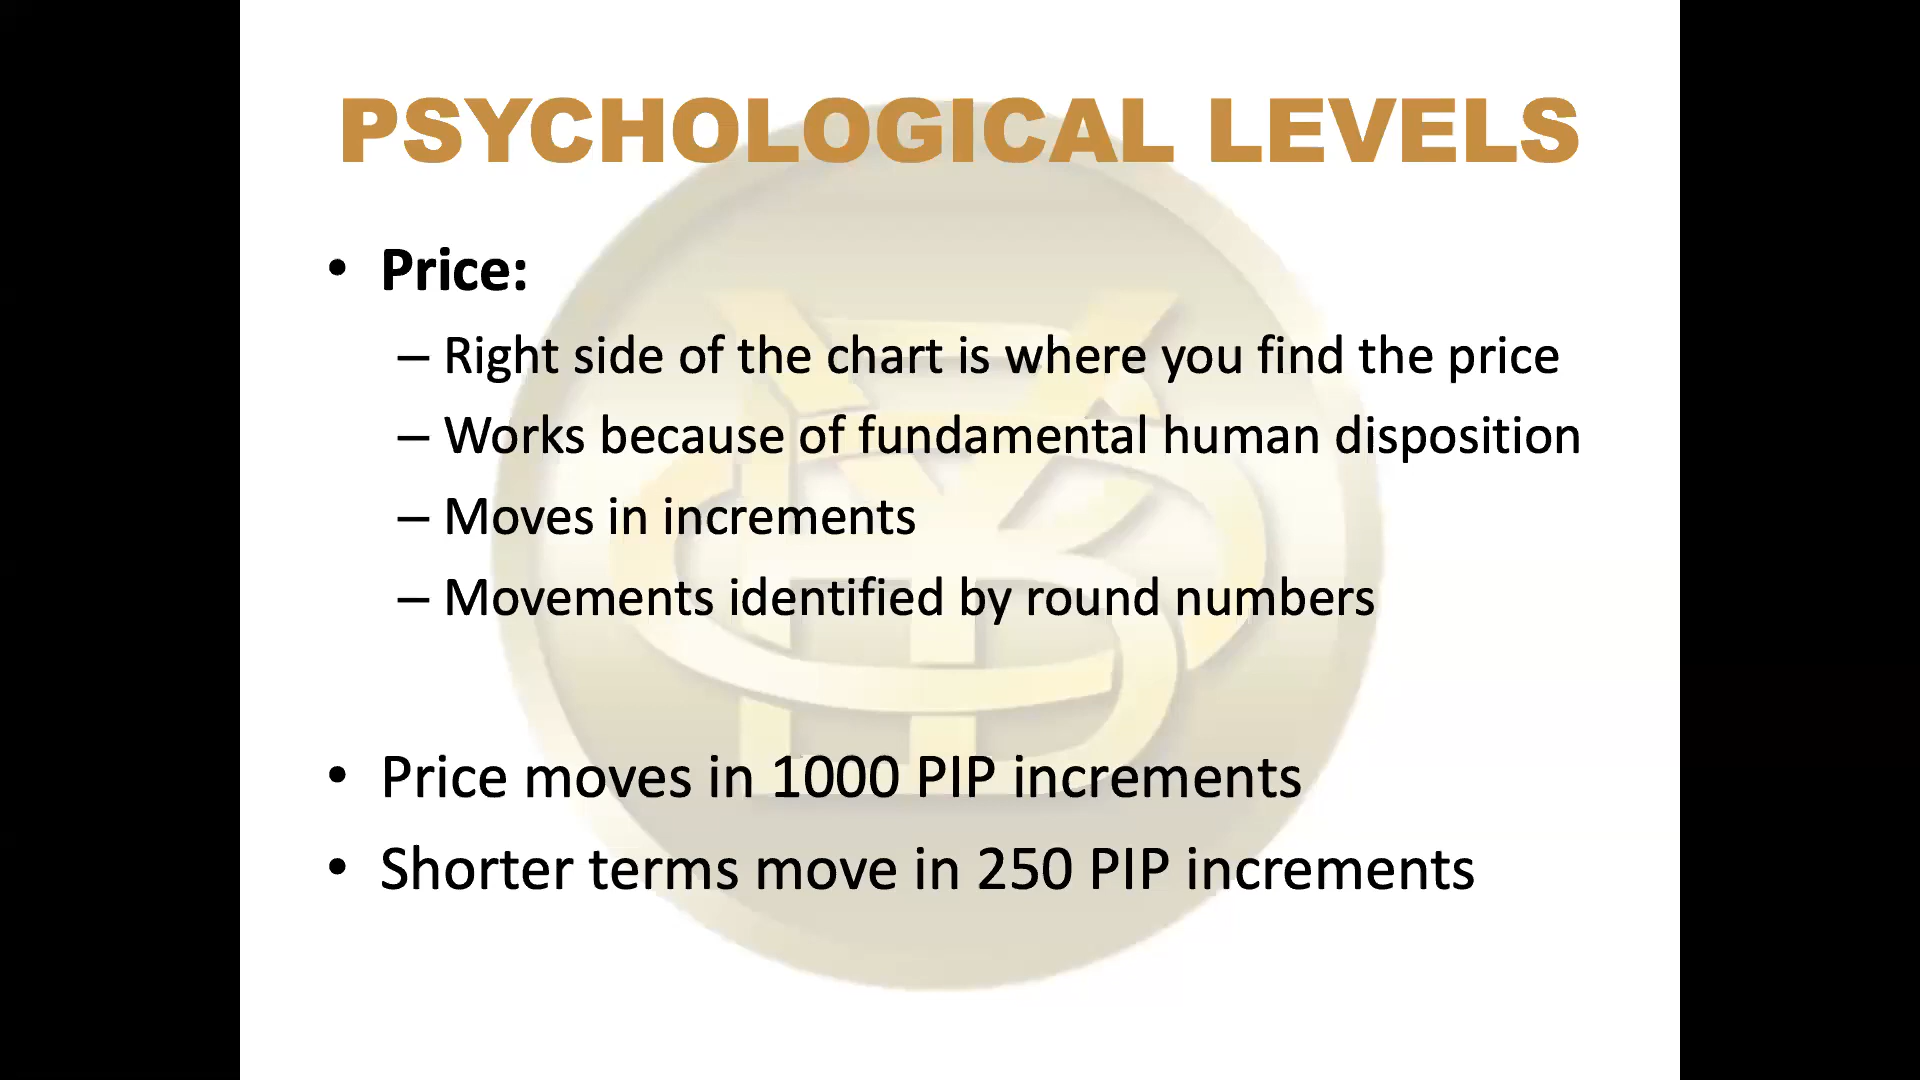 PSYCHOLOGICAL LEVELS
• Price:
– Right side of the chart is where you find the price
– Works because of fundamental human disposition
– Moves in increments
– Movements identified by round numbers
• Price moves in 1000 PIP increments
• Shorter terms move in 250 PIP increments